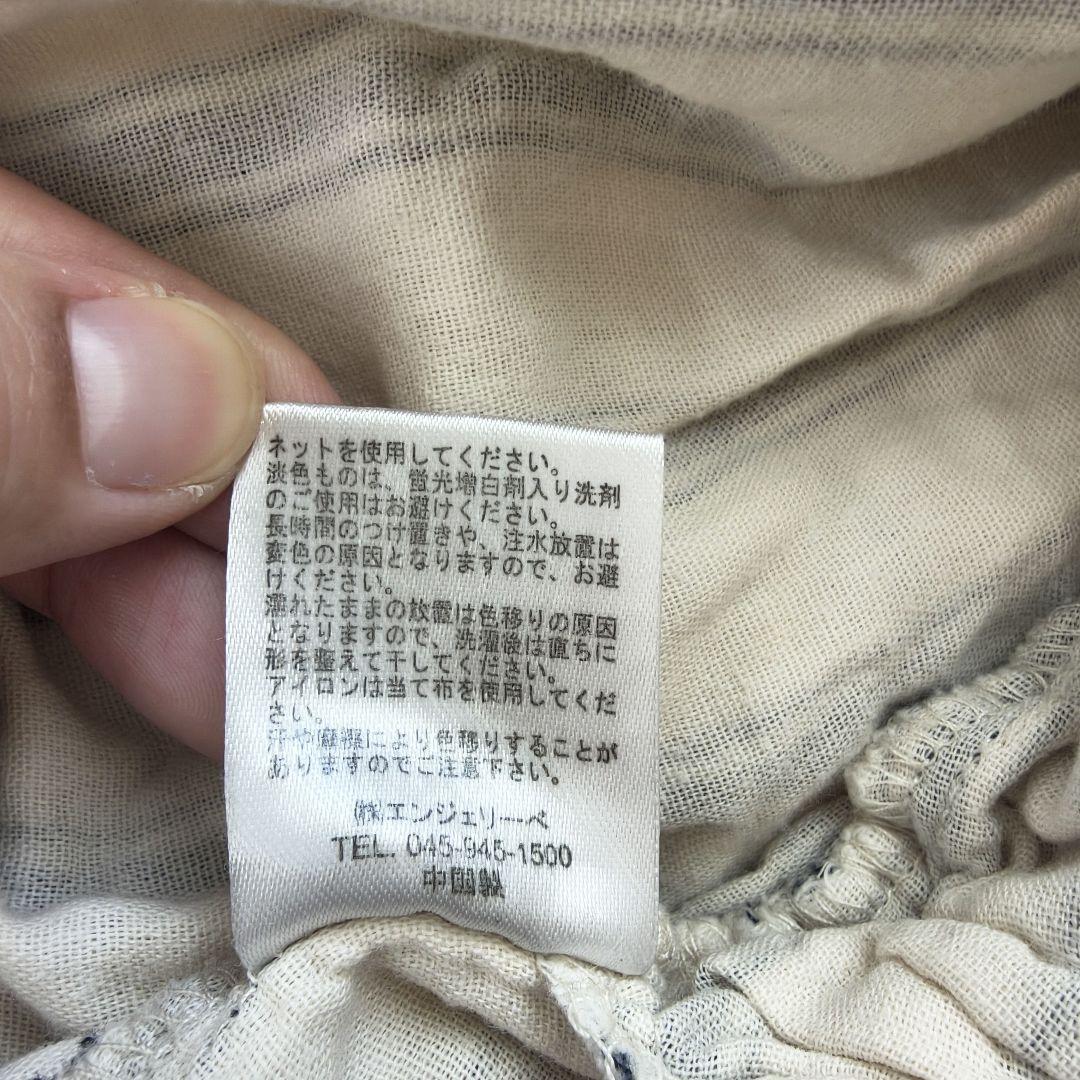 ネットを使用してください。
淡色ものは、蛍光増白剤入り洗剤
のご使用はお避けください。
長時間のつけ置きや、注水放置は
変色の原因となりますので、お避
けください。
濡れたままの放置は色移りの原因
となりますので、洗濯後は直ちに
形を整えて干してください。
アイロンは当て布を使用してくだ
さい。
汗や摩擦により色移りすることが
ありますのでご注意下さい。
㈱エンジェリーベ
TEL. 045-945-1500
中国